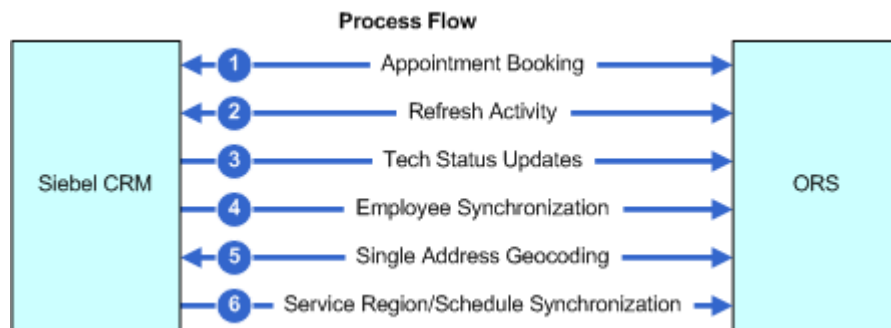 Process Flow
1 Appointment Booking
2 Refresh Activity
3 Tech Status Updates
Siebel CRM
ORS
4 Employee Synchronization
5 Single Address Geocoding
6 Service Region/Schedule Synchronization